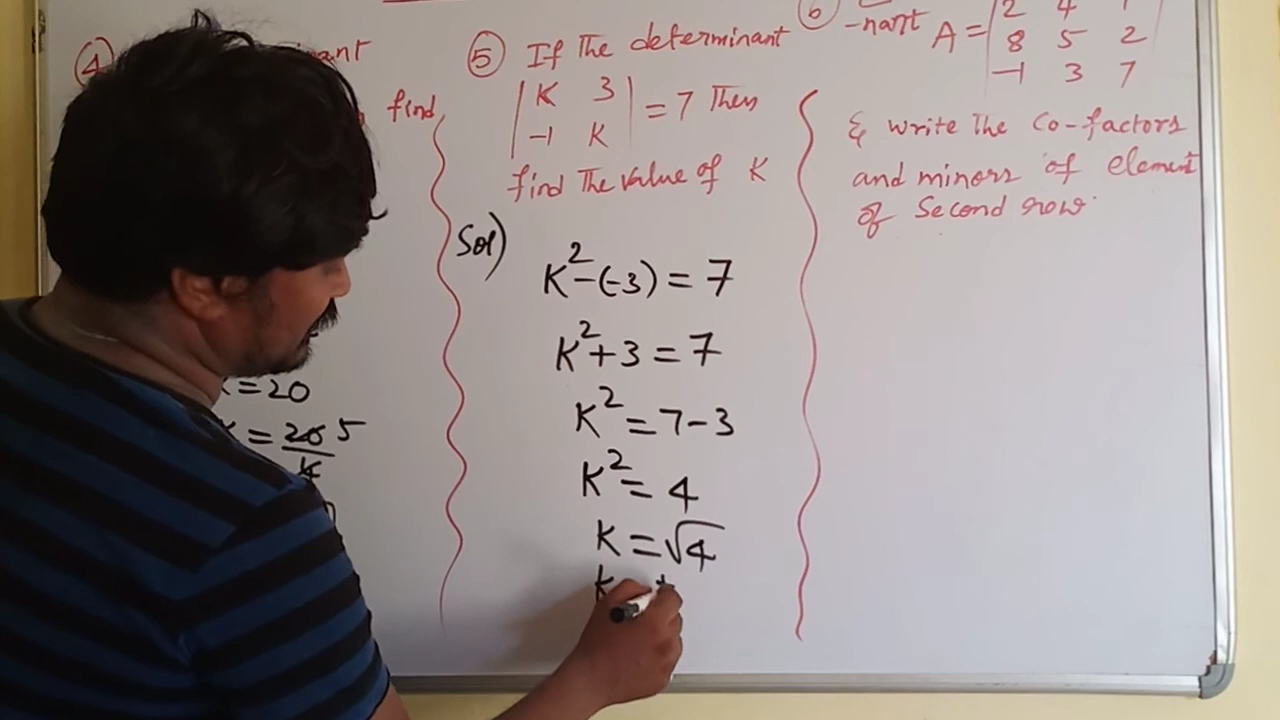 ④
find
K = 20
= 20 5
⑤ If The determinant
| K 3 |
| -1 K | = 7 Then
find The value of K
Sol)
K² - (-3) = 7
K² + 3 = 7
K² = 7 - 3
K² = 4
K = √4
K
⑥ -nant A = | 2 4 1 |
| 8 5 2 |
| -1 3 7 |
& write The Co-factors
and minors of element
of Second row.